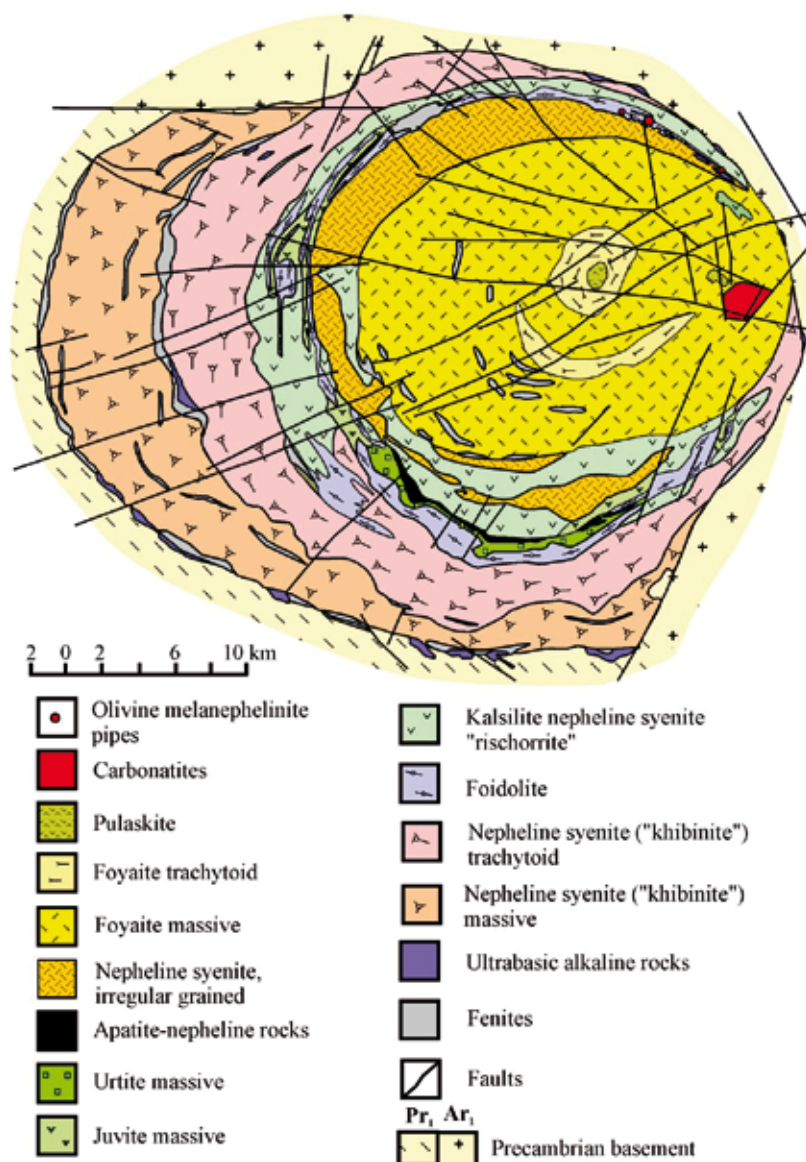 2 0 2 6 10 km
Olivine melanephelinite
pipes
Carbonatites
Pulaskite
Foyaite trachytoid
Foyaite massive
Nepheline syenite,
irregular grained
Apatite-nepheline rocks
Urtite massive
Juvite massive
Kalsilite nepheline syenite
"rischorrite"
Foidolite
Nepheline syenite ("khibinite")
trachytoid
Nepheline syenite ("khibinite")
massive
Ultrabasic alkaline rocks
Fenites
Faults
Pr₁ Ar₁
Precambrian basement